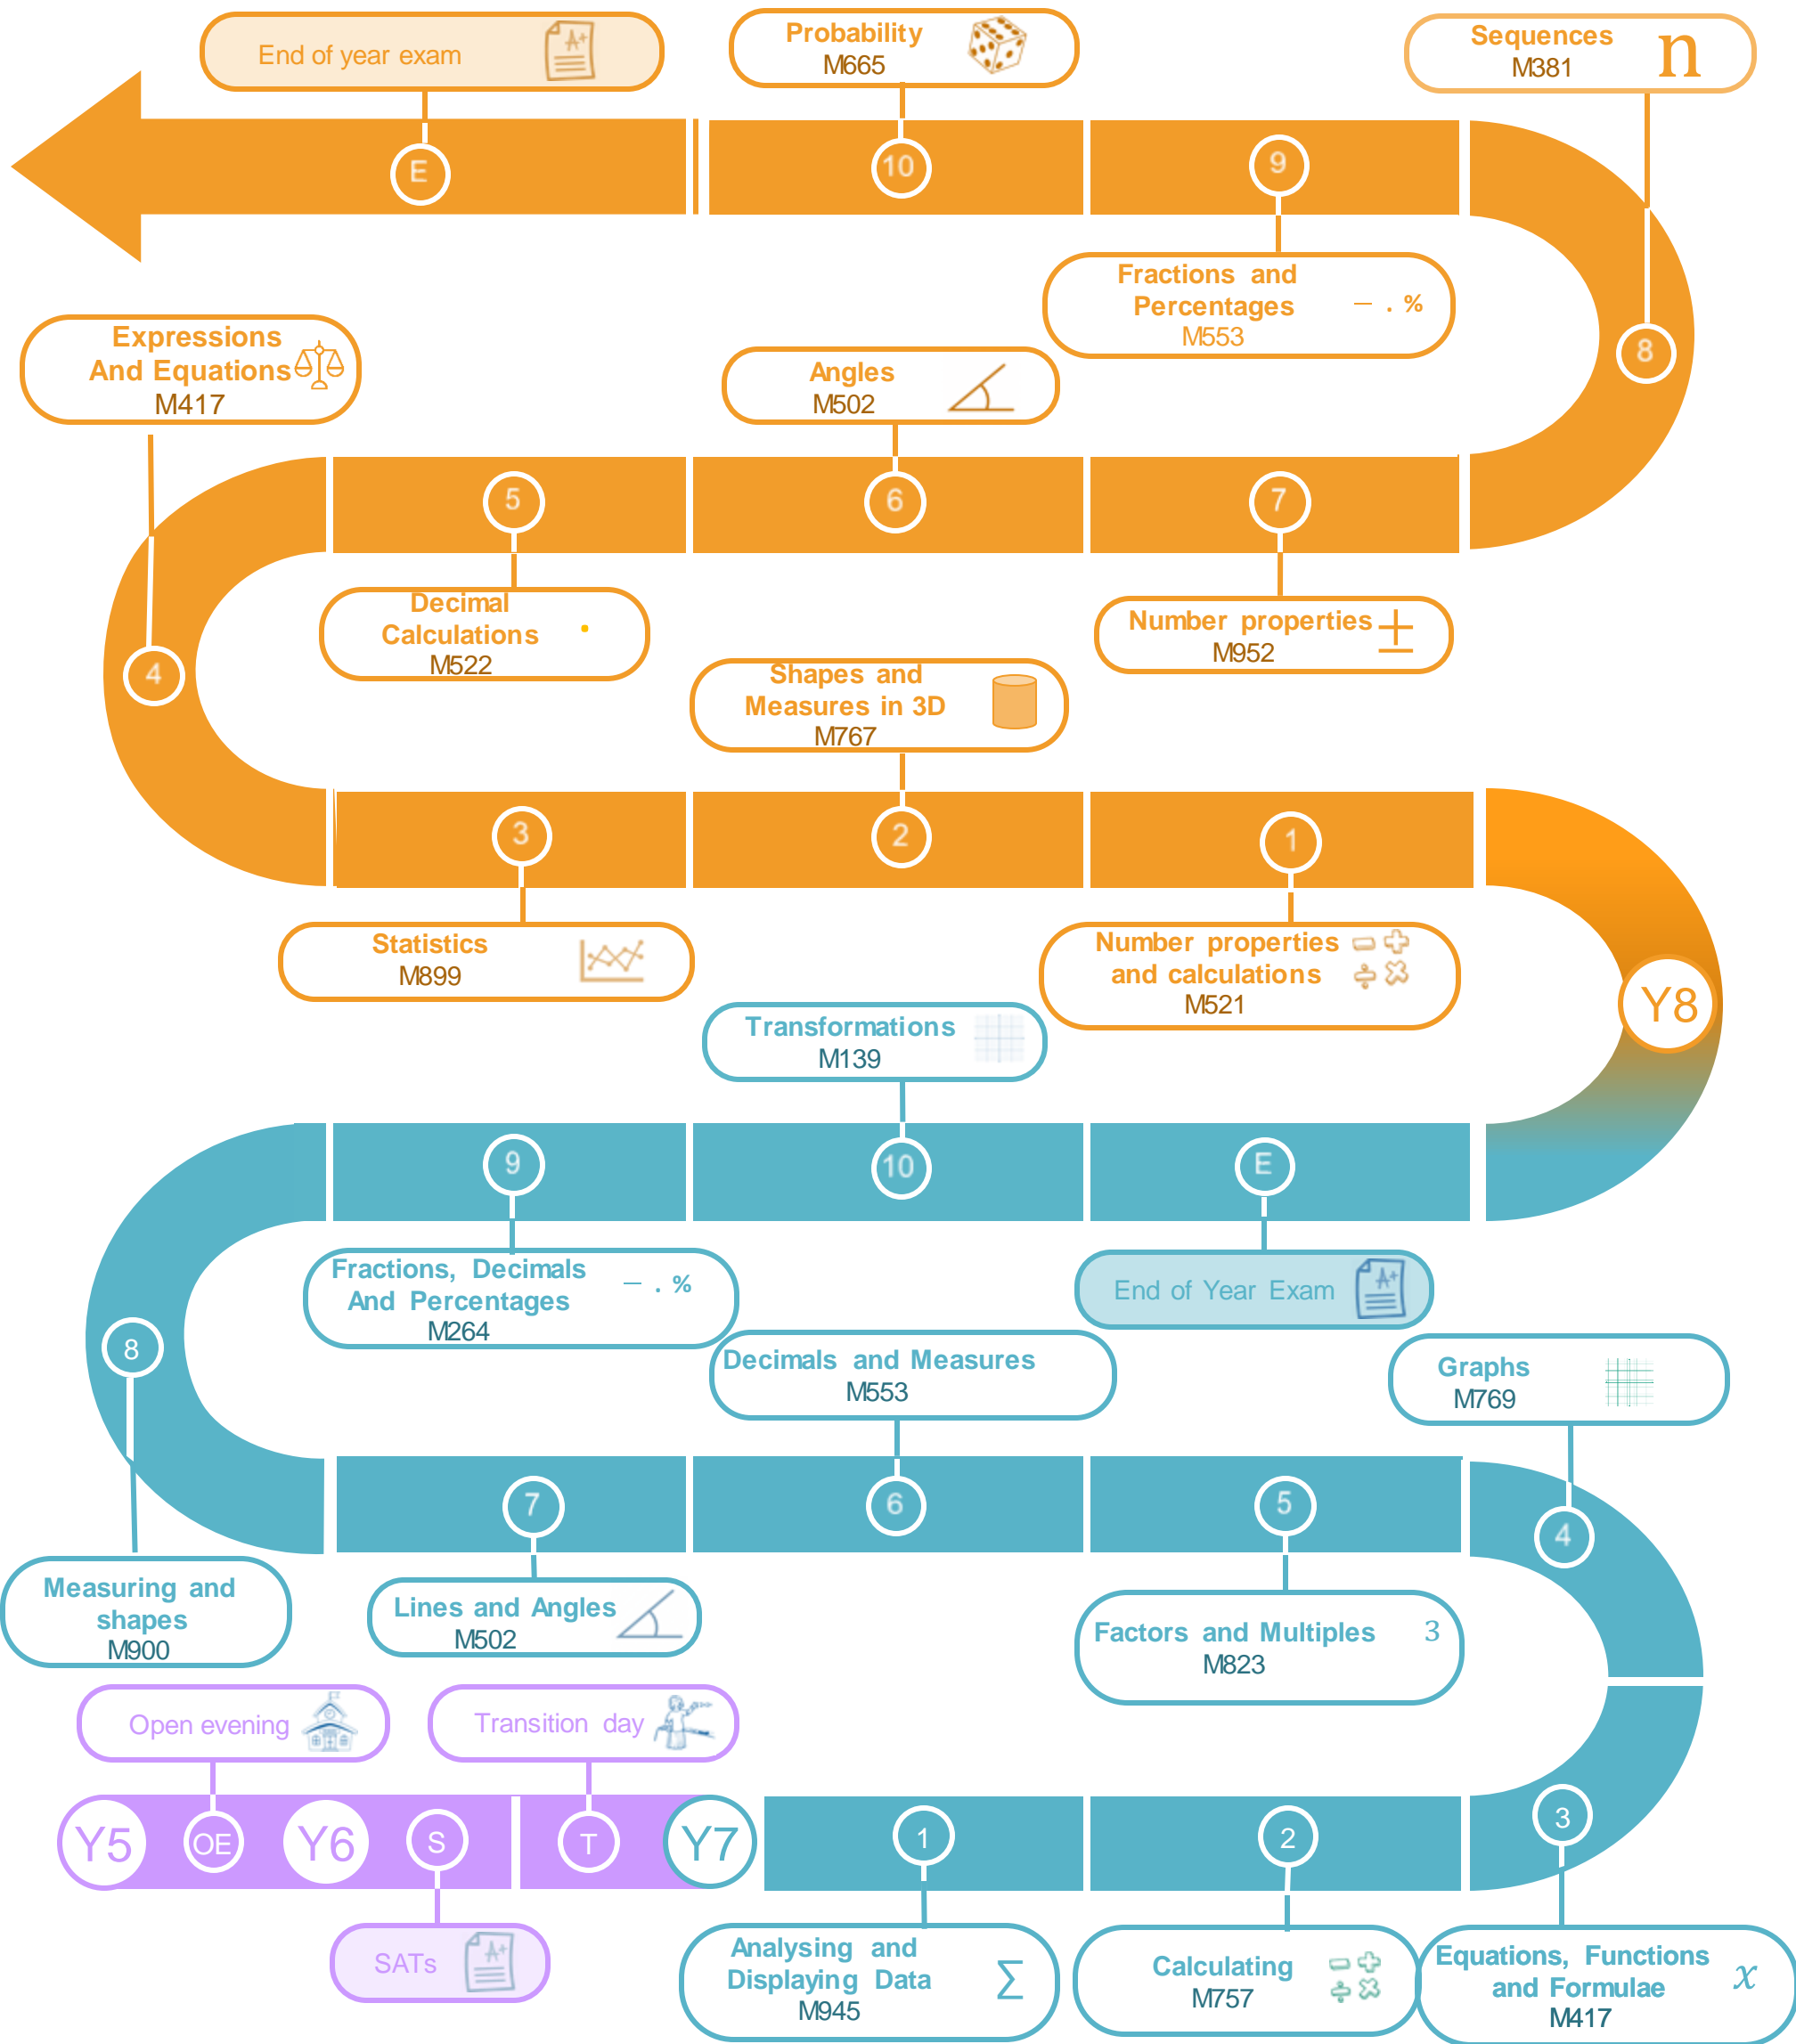 End of year exam
Probability
M665
Sequences
M381
n
E
10
9
Fractions and
Percentages
M553
– . %
Expressions
And Equations
M417
Angles
M502
8
5
6
7
Decimal
Calculations
M522
.
Number properties
M952
±
4
Shapes and
Measures in 3D
M767
3
2
1
Statistics
M899
Number properties
and calculations
M521
Y8
Transformations
M139
9
10
E
Fractions, Decimals
And Percentages
M264
– . %
End of Year Exam
A+
8
Decimals and Measures
M553
Graphs
M769
7
6
5
4
Measuring and
shapes
M900
Lines and Angles
M502
Factors and Multiples
M823
3
Open evening
Transition day
Y5
OE
Y6
S
T
Y7
1
2
3
SATs
A+
Analysing and
Displaying Data
M945
∑
Calculating
M757
Equations, Functions
and Formulae
M417
x